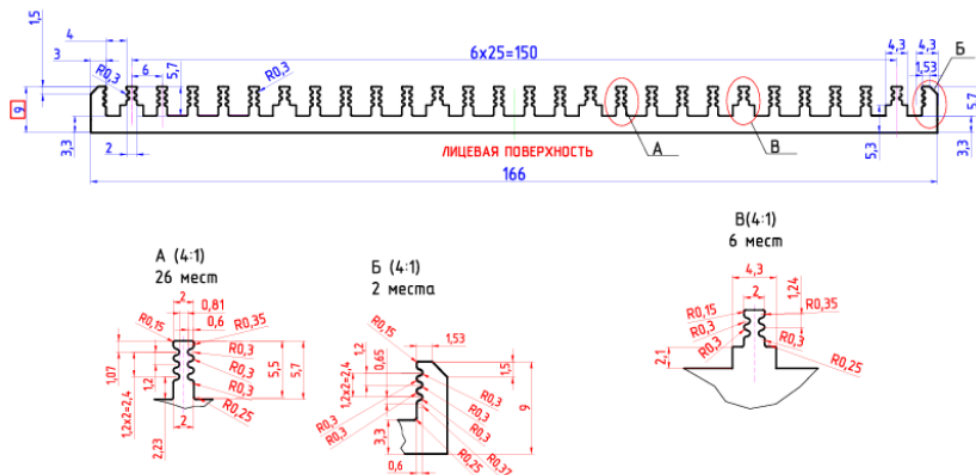 1,5
4
3
R0,3
6
5,7
R0,3
6x25=150
4,3
4,3
1,53
Б
9
3,3
2
ЛИЦЕВАЯ ПОВЕРХНОСТЬ
А
В
5,3
5,7
3,3
166
А (4:1)
26 мест
2
0,81
0,6
R0,15
R0,35
R0,3
R0,3
R0,3
R0,25
1,07
1,2
1,2x2=2,4
2,23
5,5
5,7
2
Б (4:1)
2 места
R0,15
1,53
1,2
0,65
1,2x2=2,4
1,5
9
R0,3
R0,3
R0,3
R0,3
R0,3
R0,37
R0,25
3,3
0,6
В(4:1)
6 мест
4,3
2
1,24
R0,15
R0,35
R0,3
R0,3
R0,3
R0,25
2,1